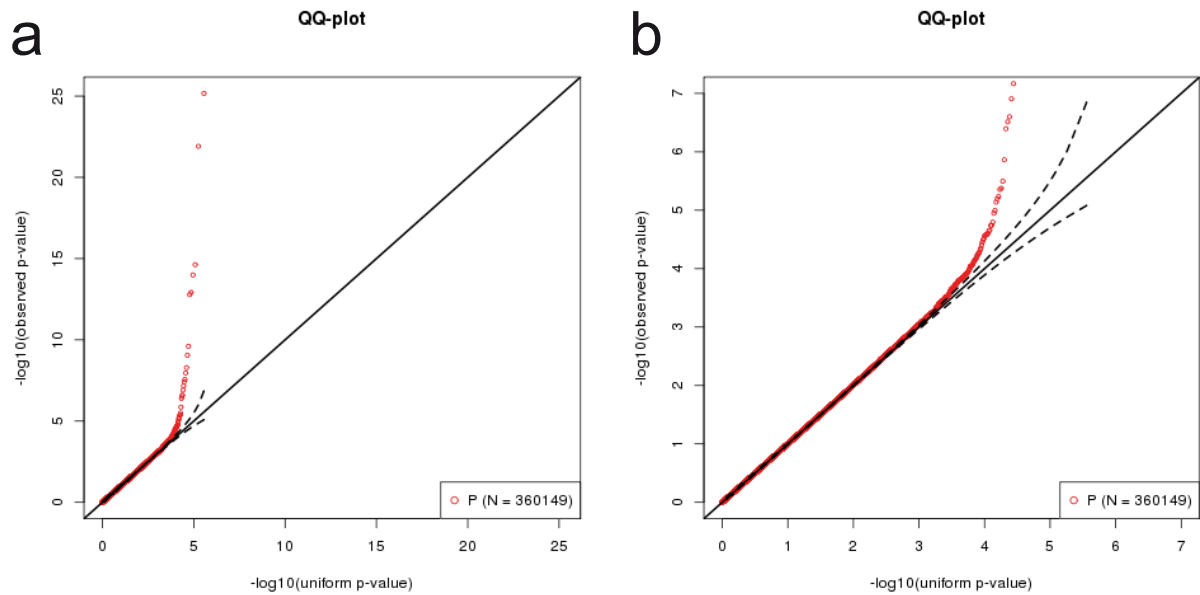 a
QQ-plot
-log10(observed p-value)
25
20
15
10
5
0
P (N = 360149)
0 5 10 15 20 25
-log10(uniform p-value)
b
QQ-plot
-log10(observed p-value)
7
6
5
4
3
2
1
0
P (N = 360149)
0 1 2 3 4 5 6 7
-log10(uniform p-value)